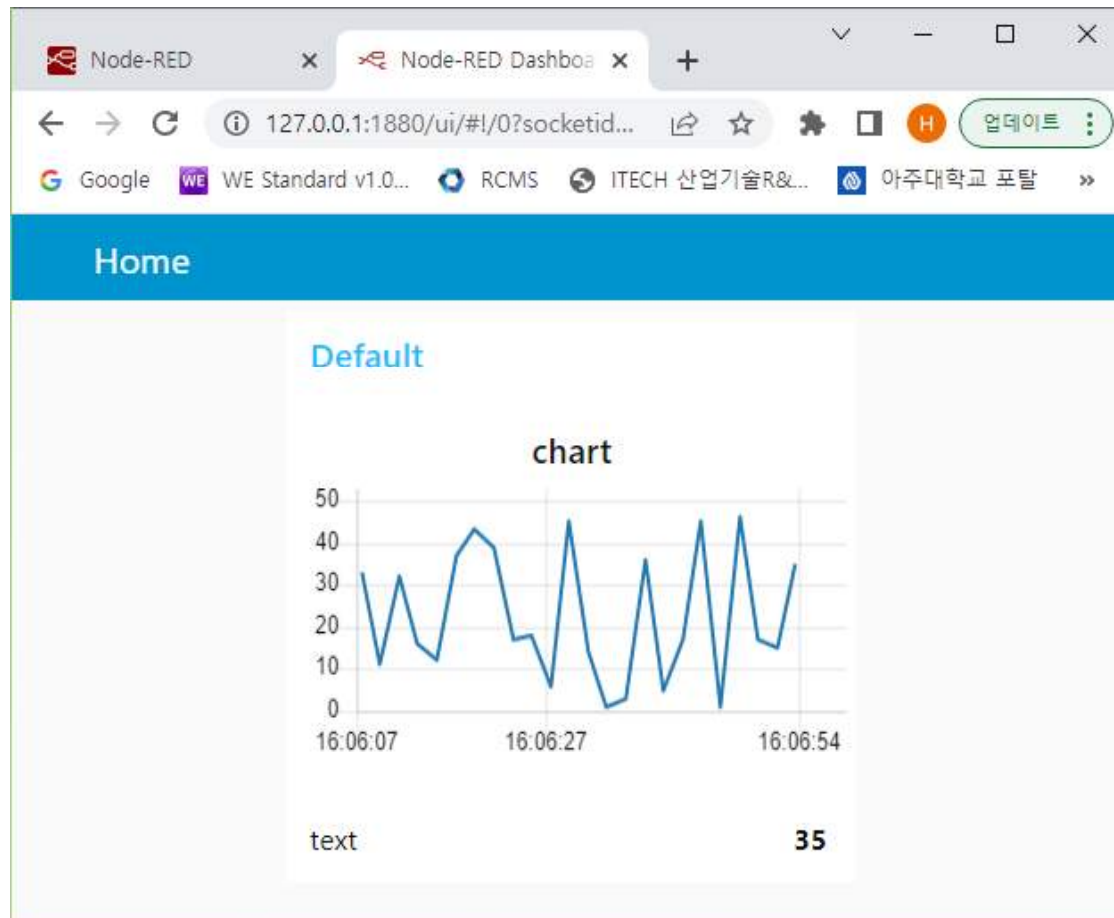 Node-RED
Node-RED Dashboa
127.0.0.1:1880/ui/#!/0?socketid...
H
업데이트
G Google
WE WE Standard v1.0...
RCMS
ITECH 산업기술R&...
아주대학교 포탈
»
Home
Default
chart
50
40
30
20
10
0
16:06:07 16:06:27 16:06:54
text 35